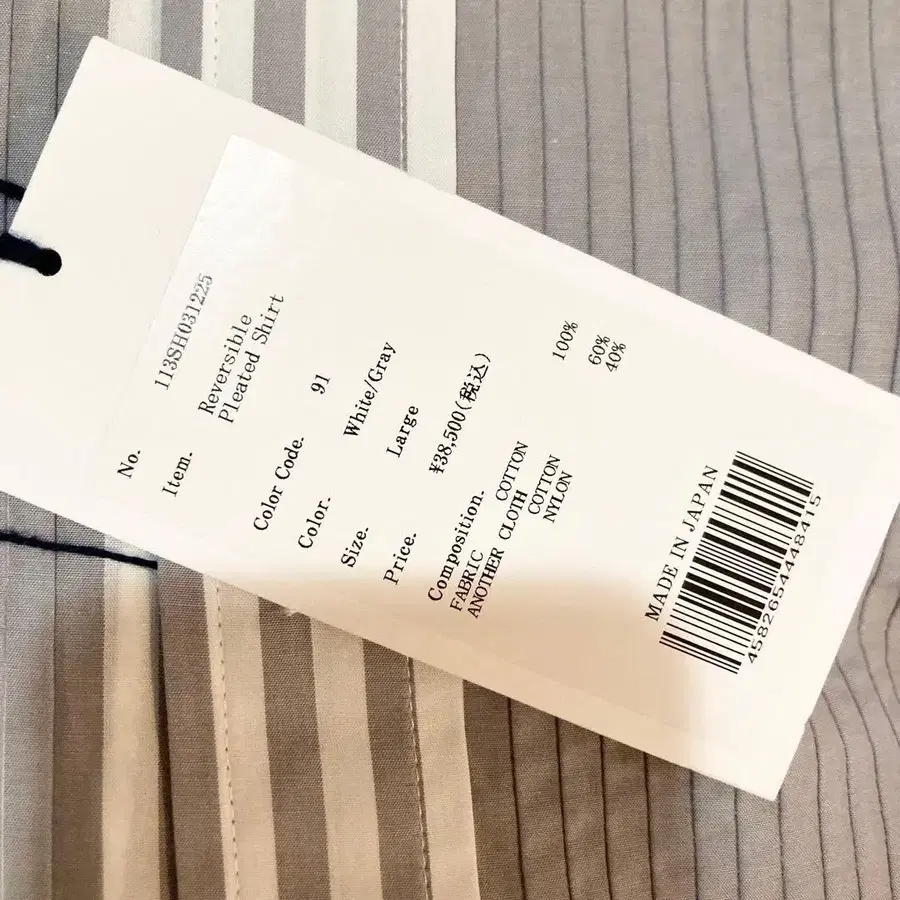 No. 113SH031225
Item. Reversible
Pleated Shirt
Color Code. 91
Color. White/Gray
Size. Large
Price. ¥38,500(税込)
Composition.
FABRIC COTTON 100%
ANOTHER CLOTH
COTTON 60%
NYLON 40%
MADE IN JAPAN
4582654448415